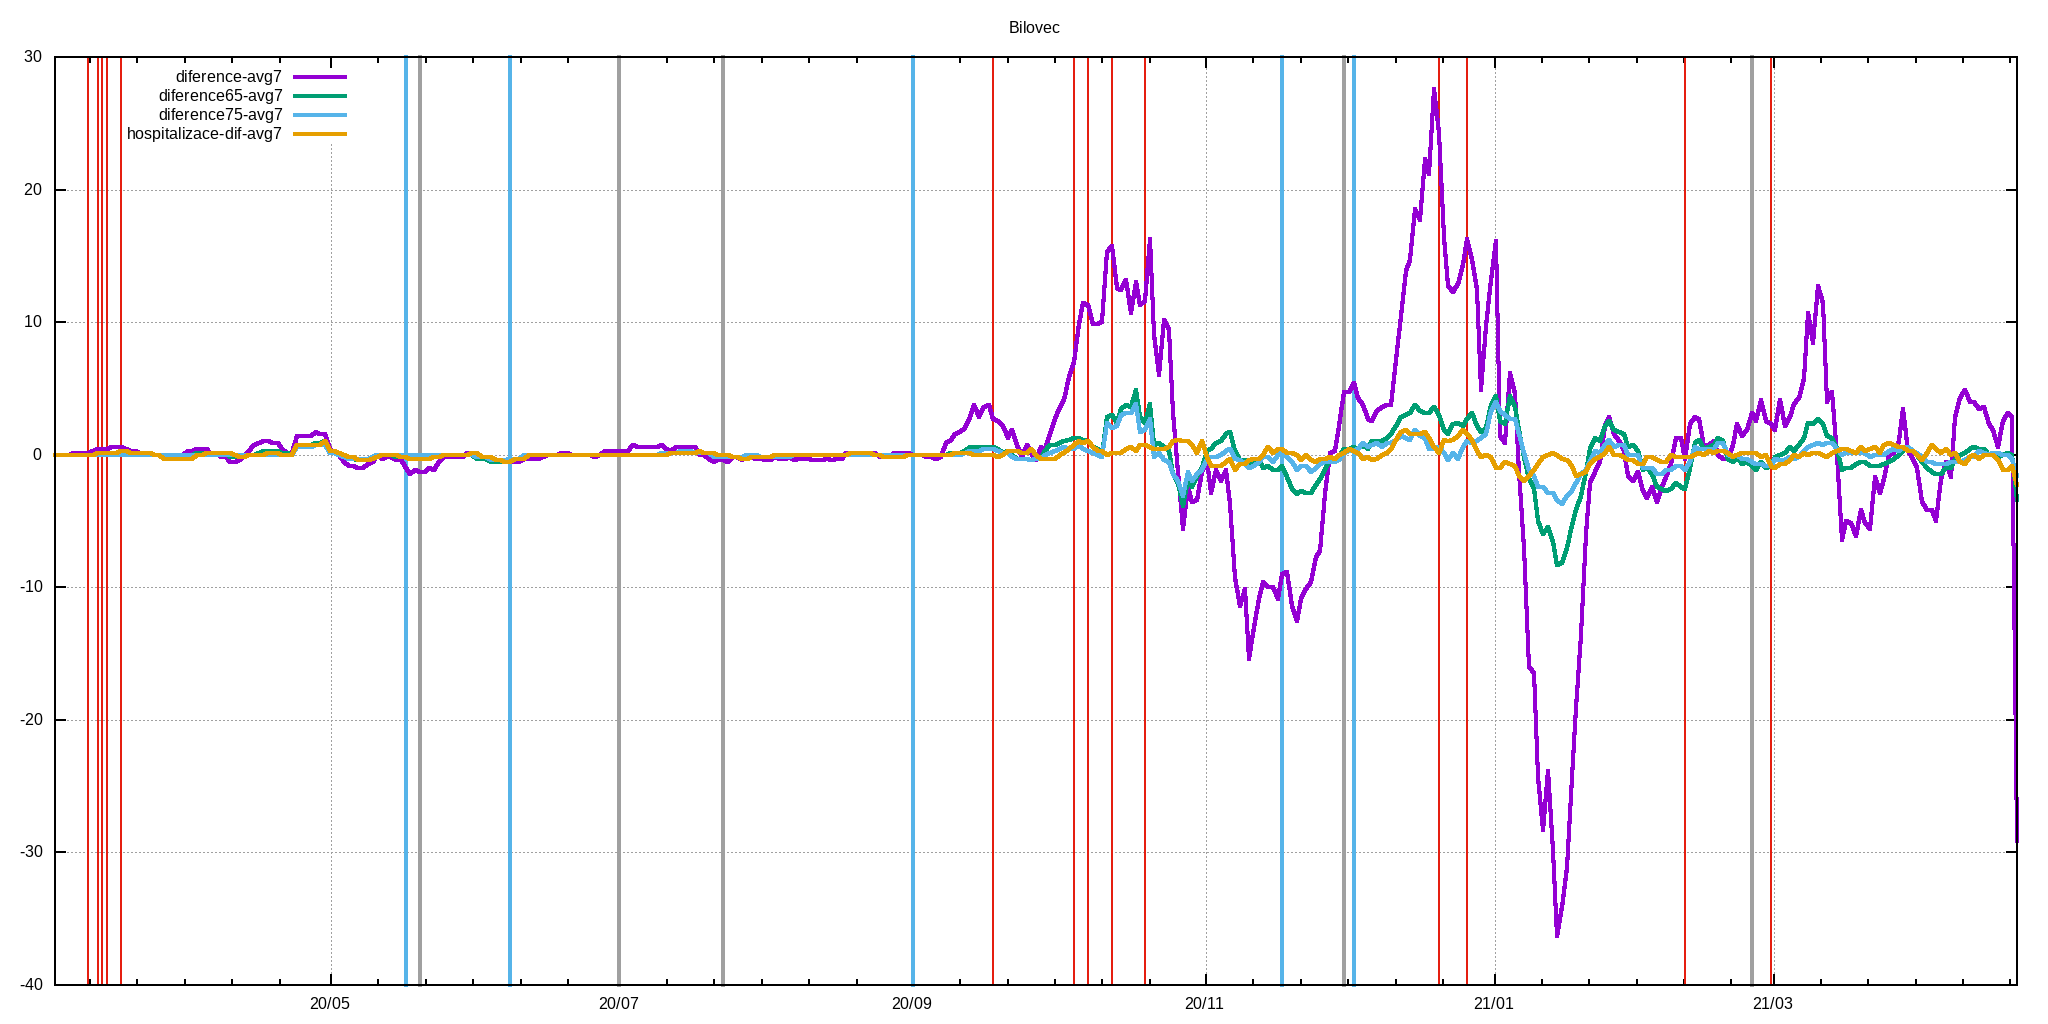 Bilovec
diference-avg7
diference65-avg7
diference75-avg7
hospitalizace-dif-avg7
30
20
10
0
-10
-20
-30
-40
20/05 20/07 20/09 20/11 21/01 21/03